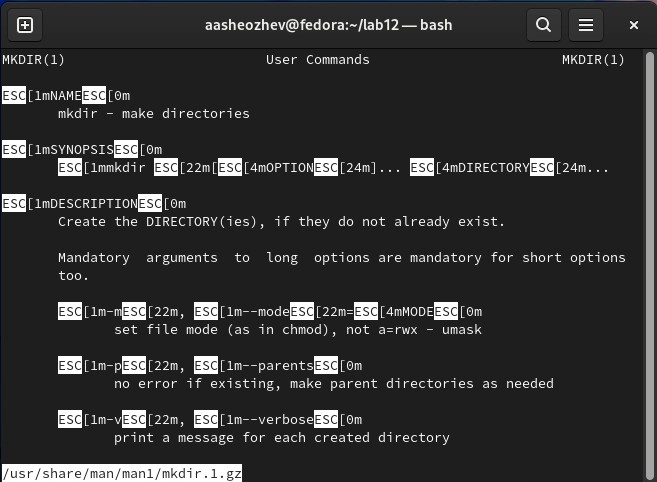 aasheozhev@fedora:~/lab12 — bash
MKDIR(1) User Commands MKDIR(1)
ESC[1mNAMEESC[0m
mkdir - make directories
ESC[1mSYNOPSISESC[0m
ESC[1mmkdir ESC[22m[ESC[4mOPTIONESC[24m]... ESC[4mDIRECTORYESC[24m...
ESC[1mDESCRIPTIONESC[0m
Create the DIRECTORY(ies), if they do not already exist.
Mandatory  arguments  to  long  options are mandatory for short options
too.
ESC[1m-mESC[22m, ESC[1m--modeESC[22m=ESC[4mMODEESC[0m
set file mode (as in chmod), not a=rwx - umask
ESC[1m-pESC[22m, ESC[1m--parentsESC[0m
no error if existing, make parent directories as needed
ESC[1m-vESC[22m, ESC[1m--verboseESC[0m
print a message for each created directory
/usr/share/man/man1/mkdir.1.gz